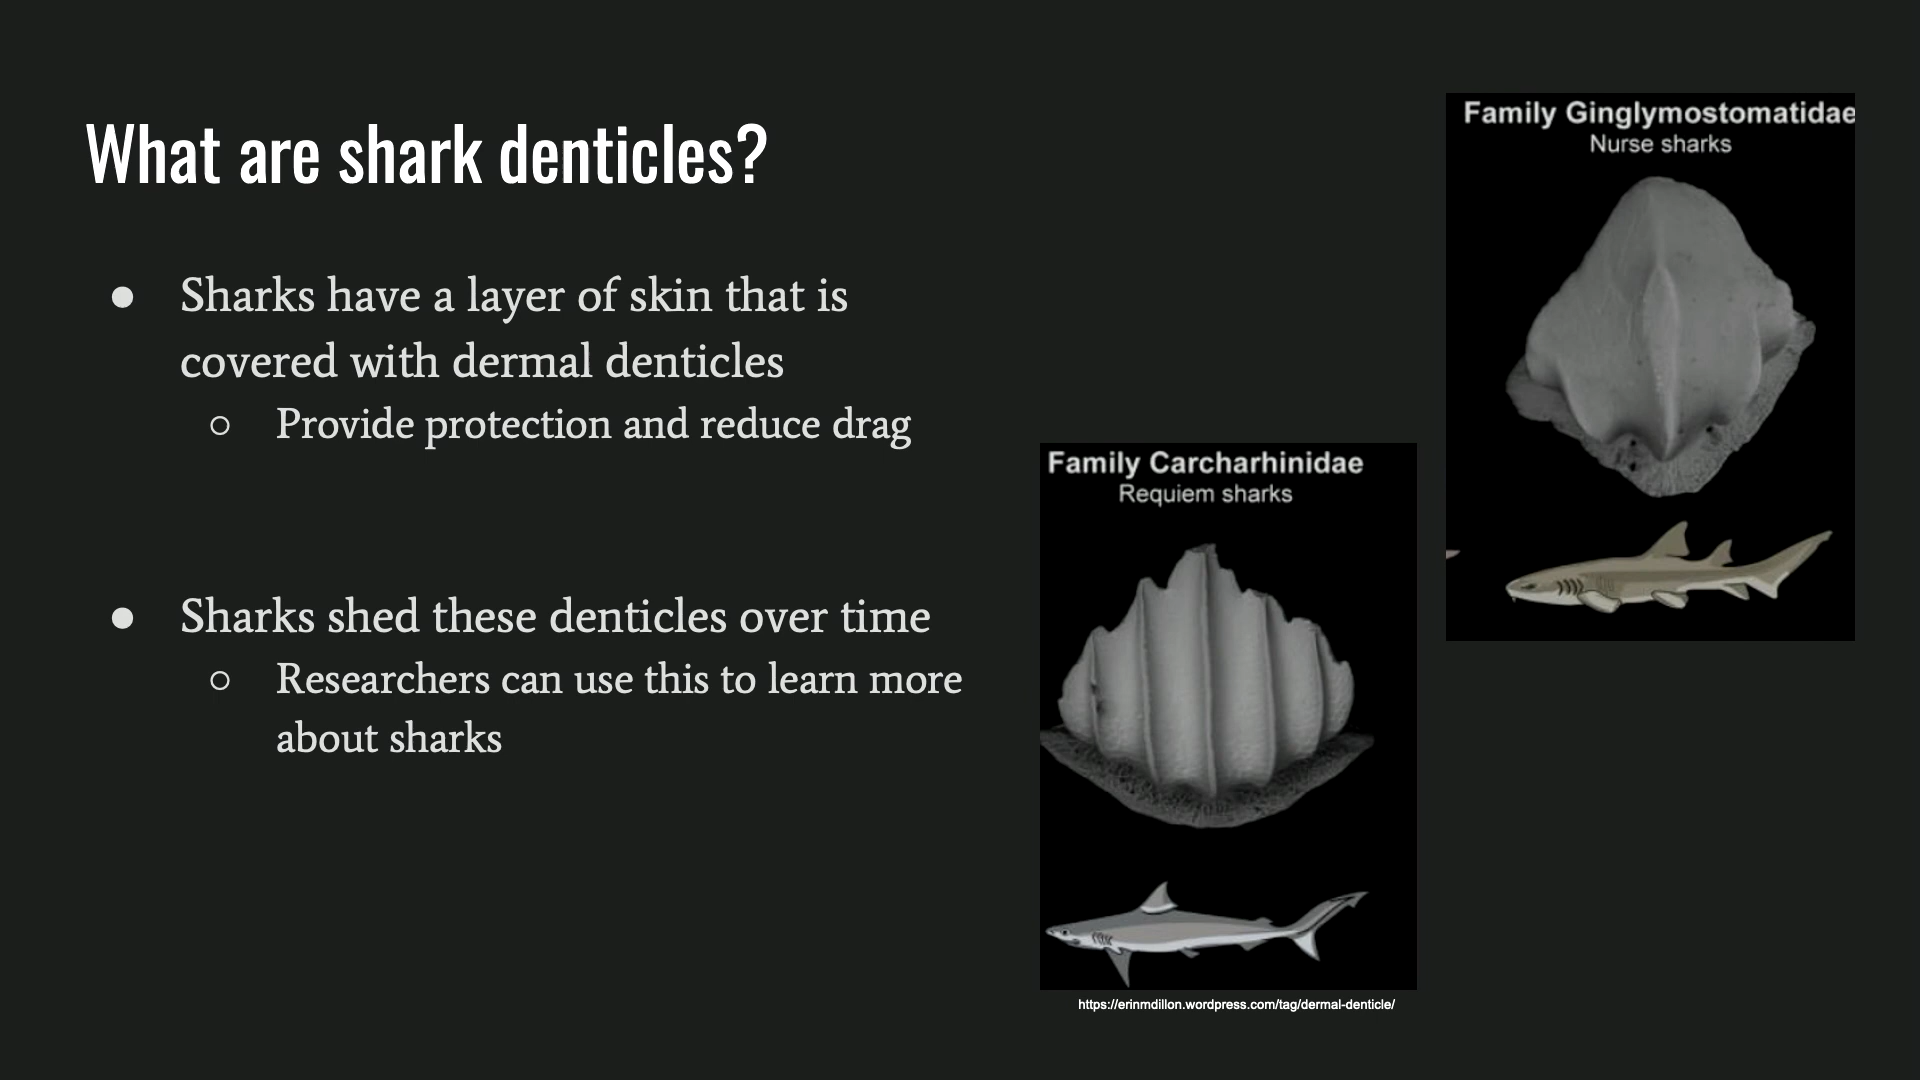 What are shark denticles?
● Sharks have a layer of skin that is
covered with dermal denticles
○ Provide protection and reduce drag
● Sharks shed these denticles over time
○ Researchers can use this to learn more
about sharks
Family Carcharhinidae
Requiem sharks
https://erinmdillon.wordpress.com/tag/dermal-denticle/
Family Ginglymostomatidae
Nurse sharks